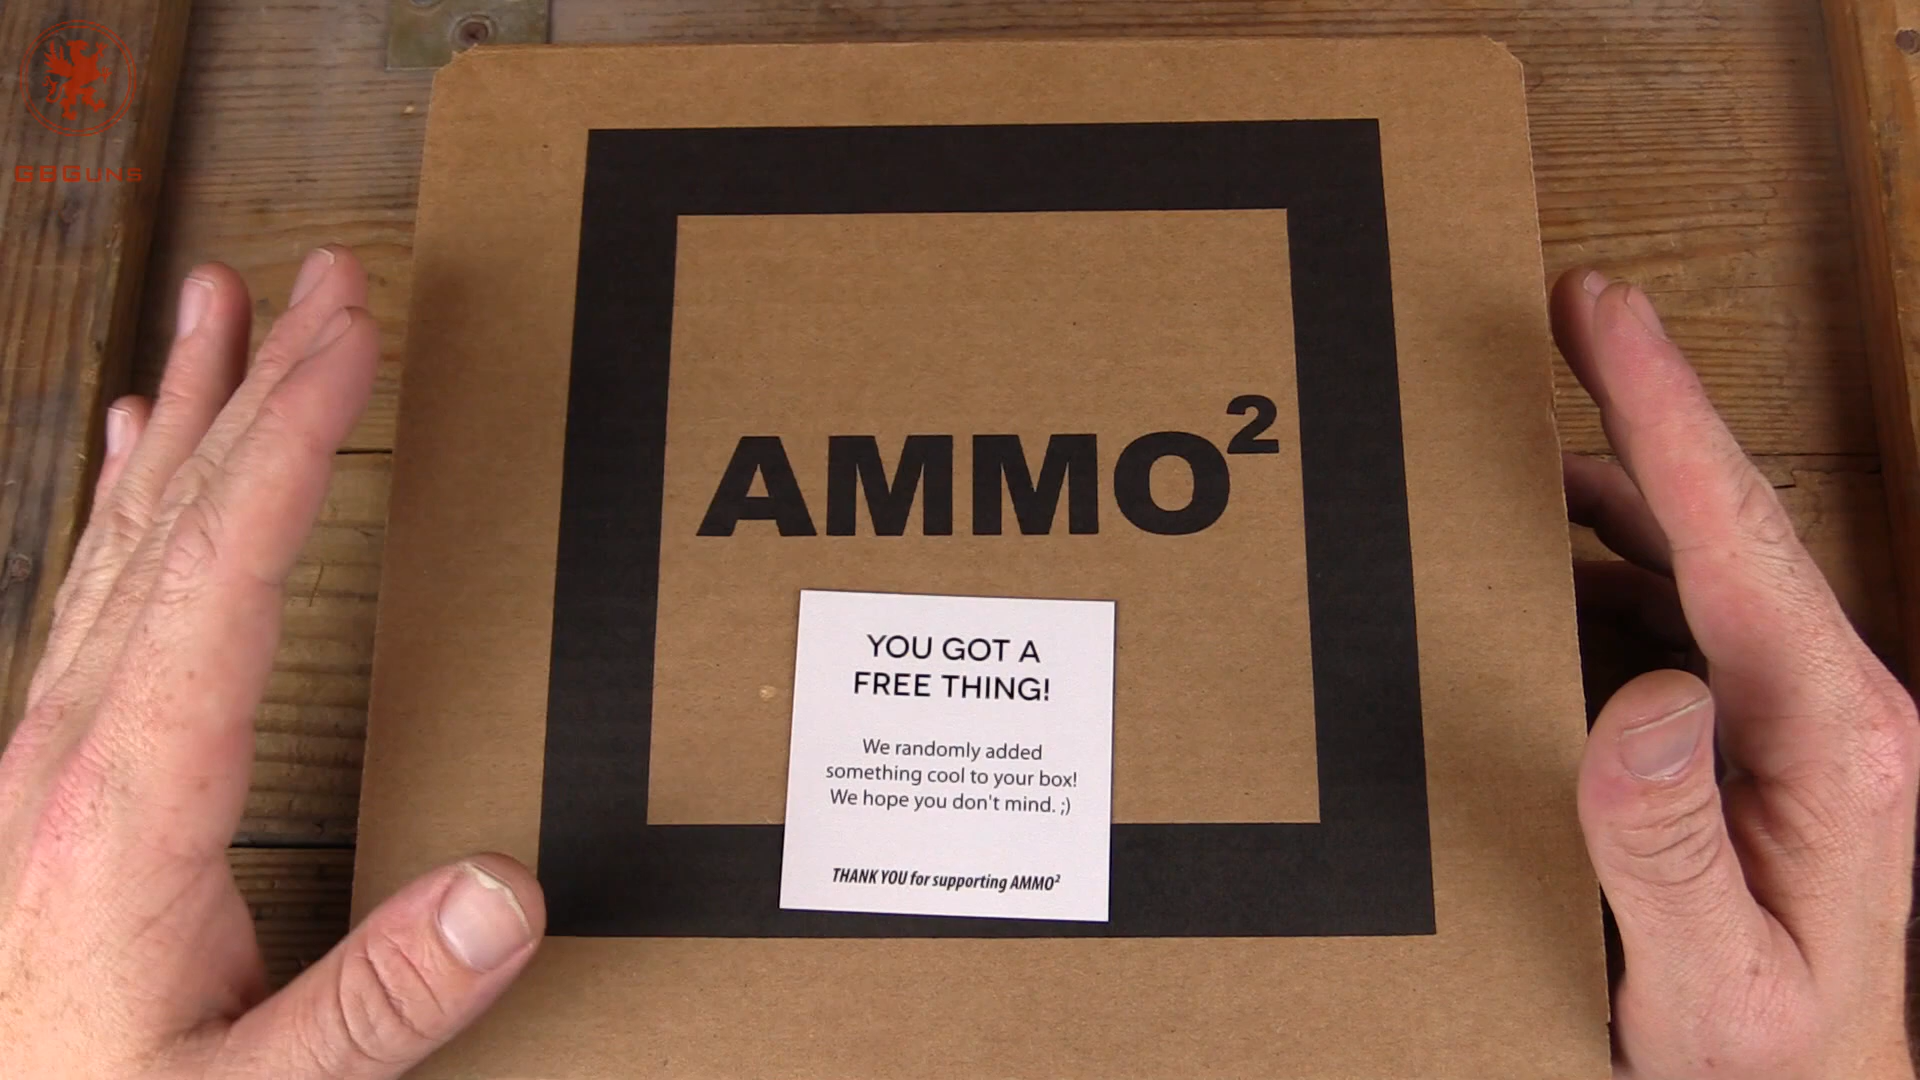 GBGuns
AMMO²
YOU GOT A
FREE THING!
We randomly added
something cool to your box!
We hope you don't mind. ;)
THANK YOU for supporting AMMO²